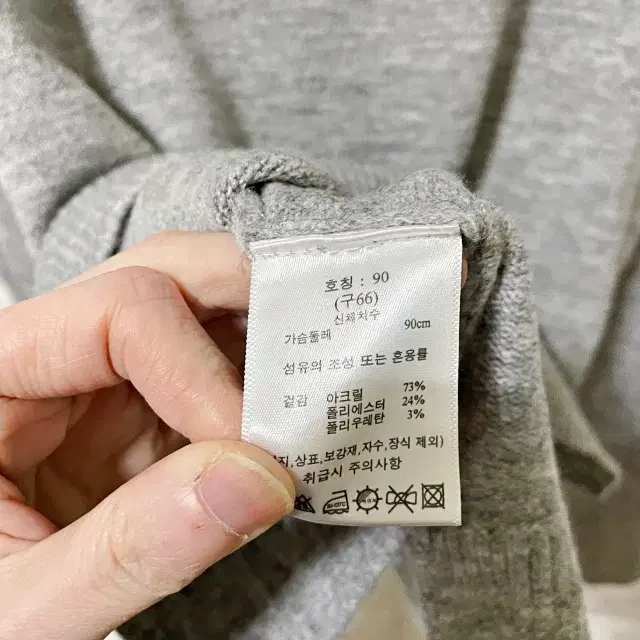 호칭 : 90
(구66)
신체치수
가슴둘레 90cm
섬유의 조성 또는 혼용률
겉감 아크릴 73%
폴리에스터 24%
폴리우레탄 3%
지,상표,보강재,자수,장식 제외)
취급시 주의사항